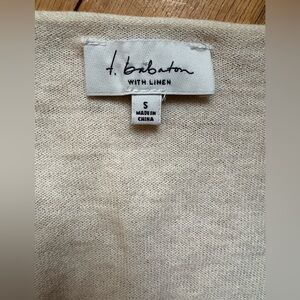 t. babaton
WITH LINEN
S
MADE IN
CHINA